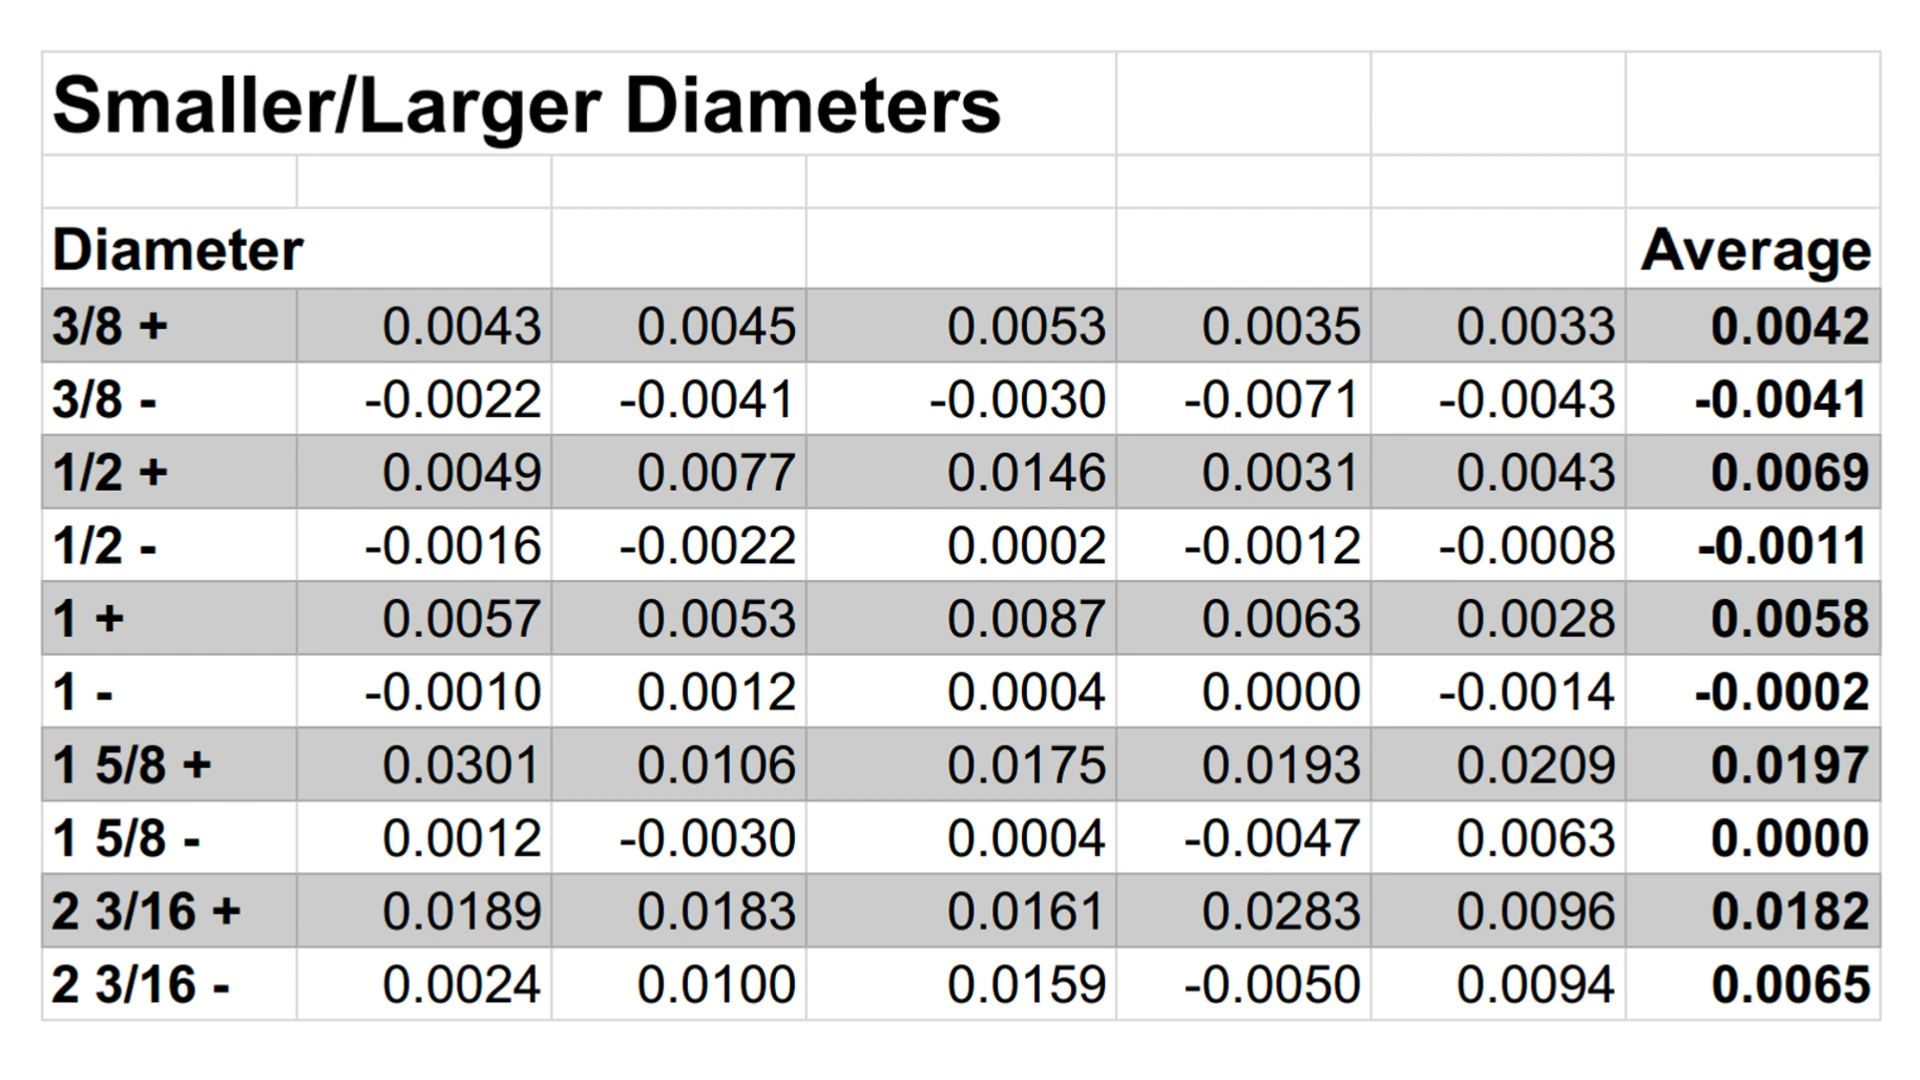 Smaller/Larger Diameters
Diameter Average
3/8 + 0.0043 0.0045 0.0053 0.0035 0.0033 0.0042
3/8 - -0.0022 -0.0041 -0.0030 -0.0071 -0.0043 -0.0041
1/2 + 0.0049 0.0077 0.0146 0.0031 0.0043 0.0069
1/2 - -0.0016 -0.0022 0.0002 -0.0012 -0.0008 -0.0011
1 + 0.0057 0.0053 0.0087 0.0063 0.0028 0.0058
1 - -0.0010 0.0012 0.0004 0.0000 -0.0014 -0.0002
1 5/8 + 0.0301 0.0106 0.0175 0.0193 0.0209 0.0197
1 5/8 - 0.0012 -0.0030 0.0004 -0.0047 0.0063 0.0000
2 3/16 + 0.0189 0.0183 0.0161 0.0283 0.0096 0.0182
2 3/16 - 0.0024 0.0100 0.0159 -0.0050 0.0094 0.0065